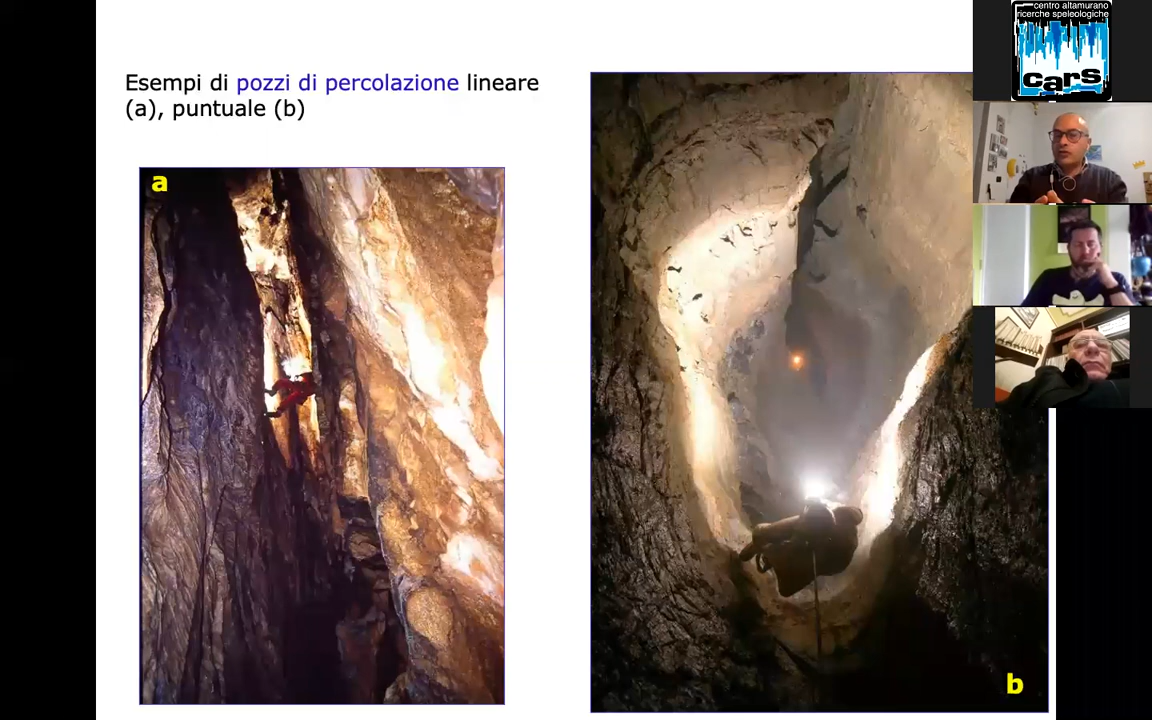 Esempi di pozzi di percolazione lineare
(a), puntuale (b)
a
b
centro altamurano
ricerche speleologiche
cars